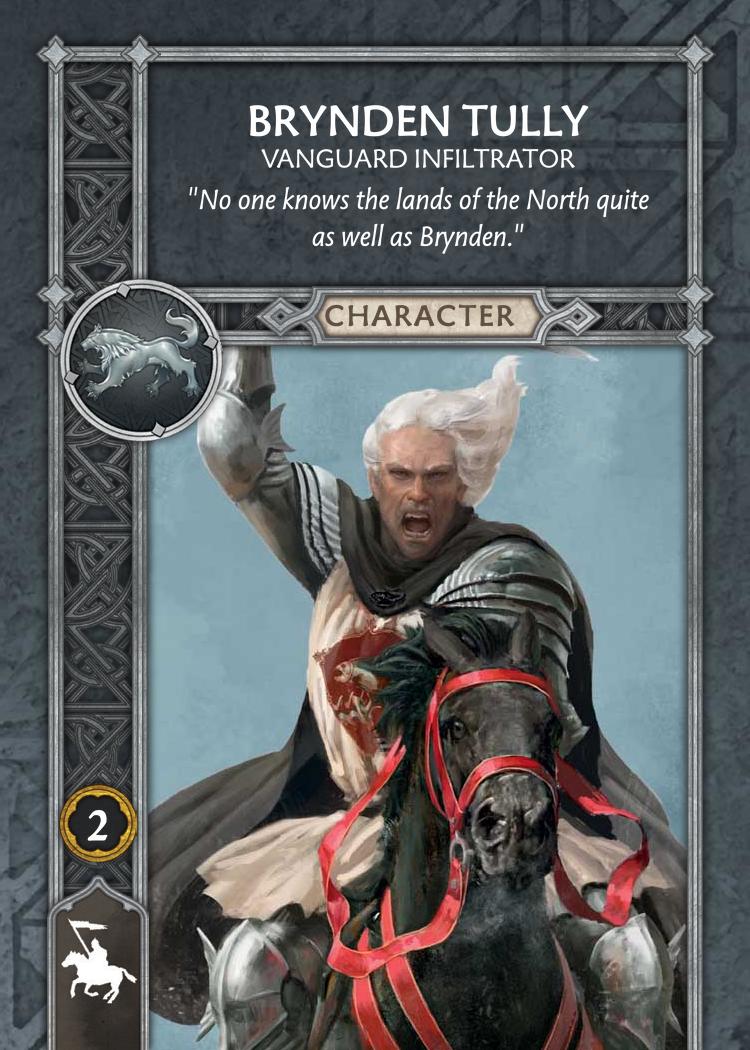 BRYNDEN TULLY
VANGUARD INFILTRATOR
"No one knows the lands of the North quite
as well as Brynden."
CHARACTER
2